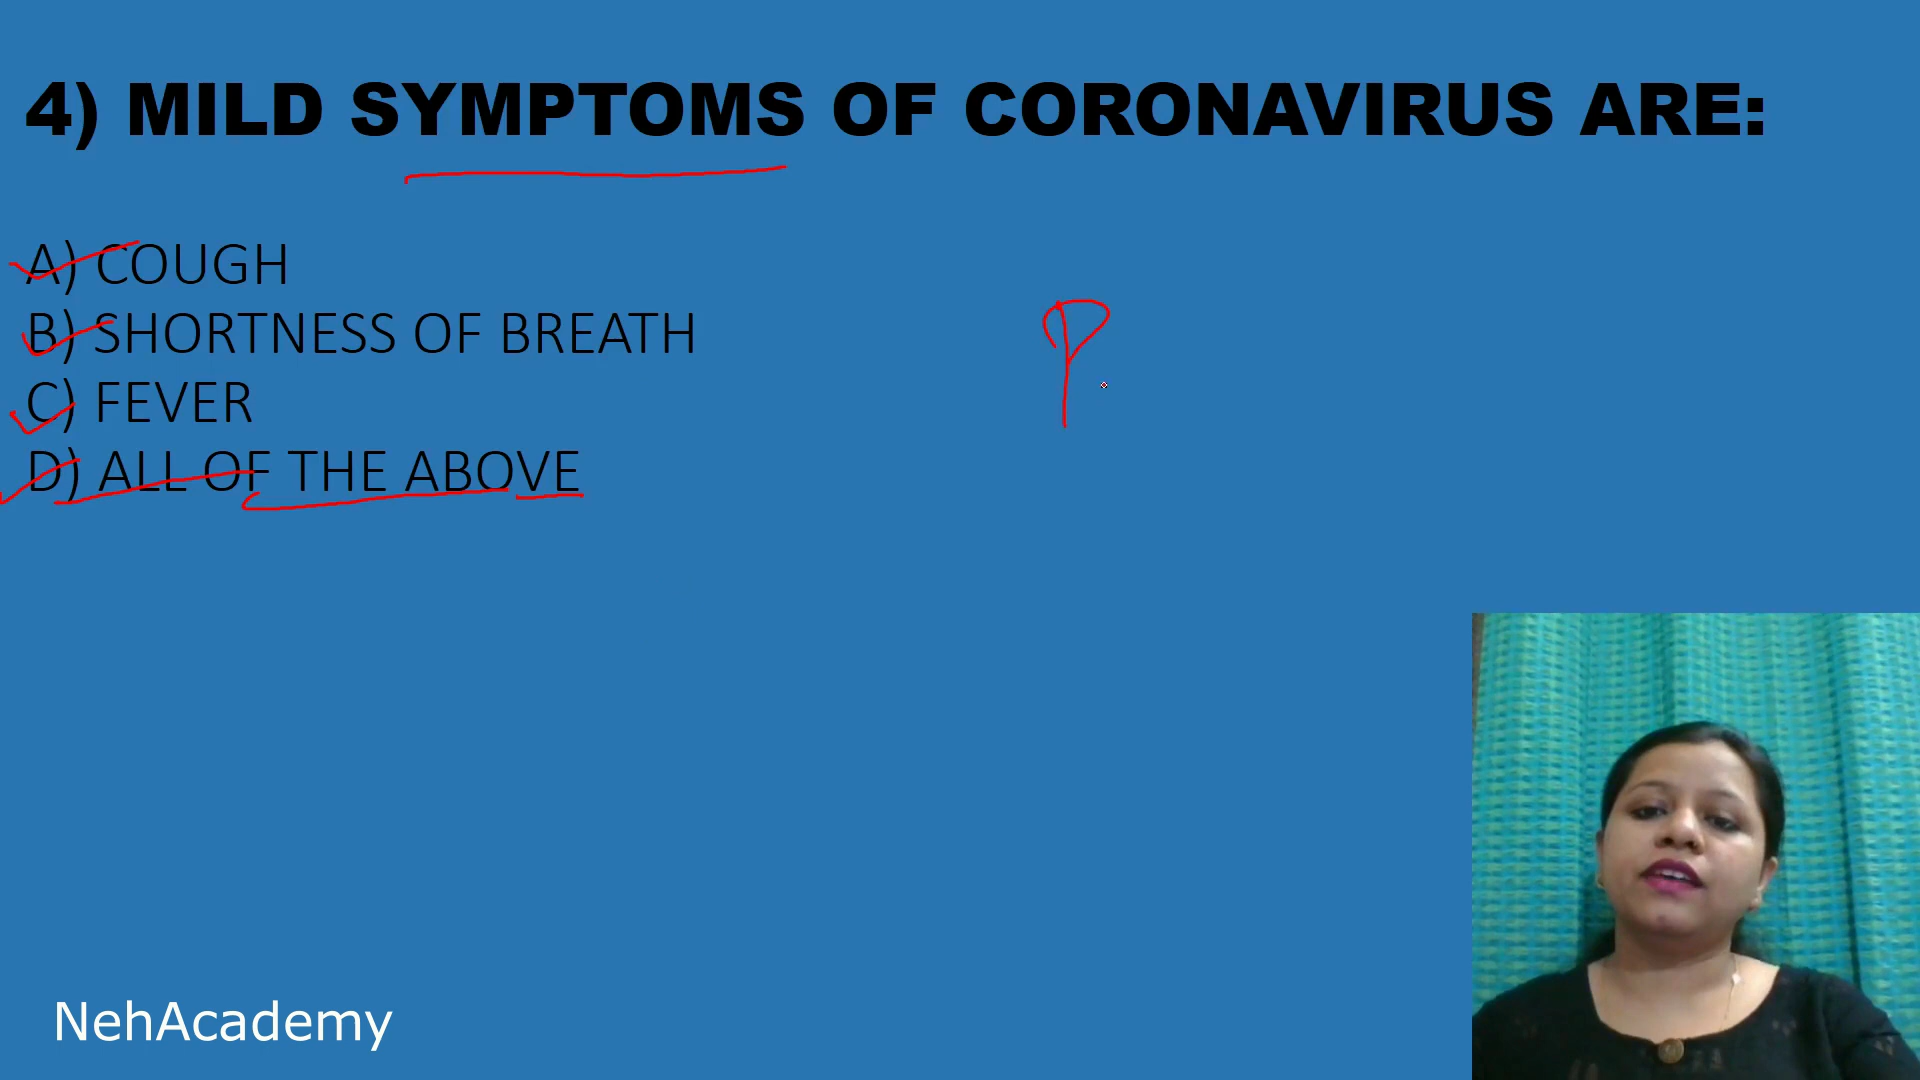 4) MILD SYMPTOMS OF CORONAVIRUS ARE:
A) COUGH
B) SHORTNESS OF BREATH
C) FEVER
D) ALL OF THE ABOVE
P
NehAcademy